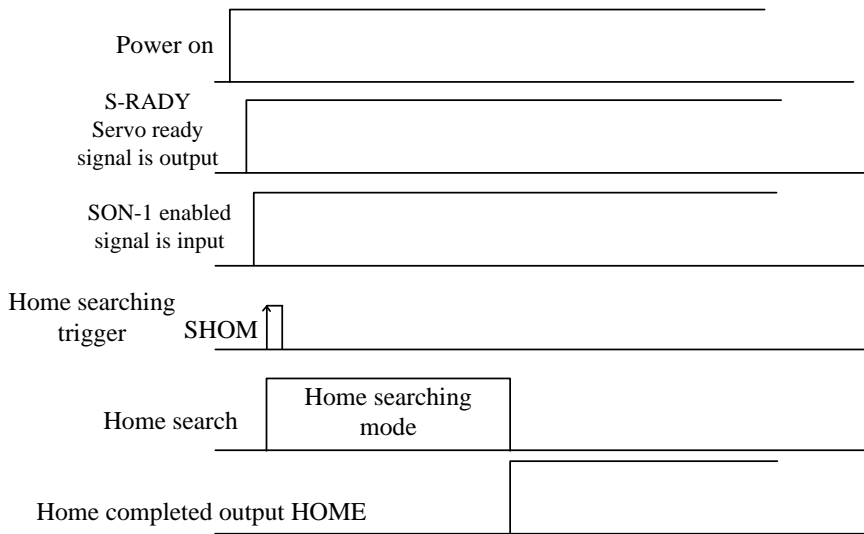 Power on
S-RADY
Servo ready
signal is output
SON-1 enabled
signal is input
Home searching
trigger
SHOM
Home search
Home searching
mode
Home completed output HOME